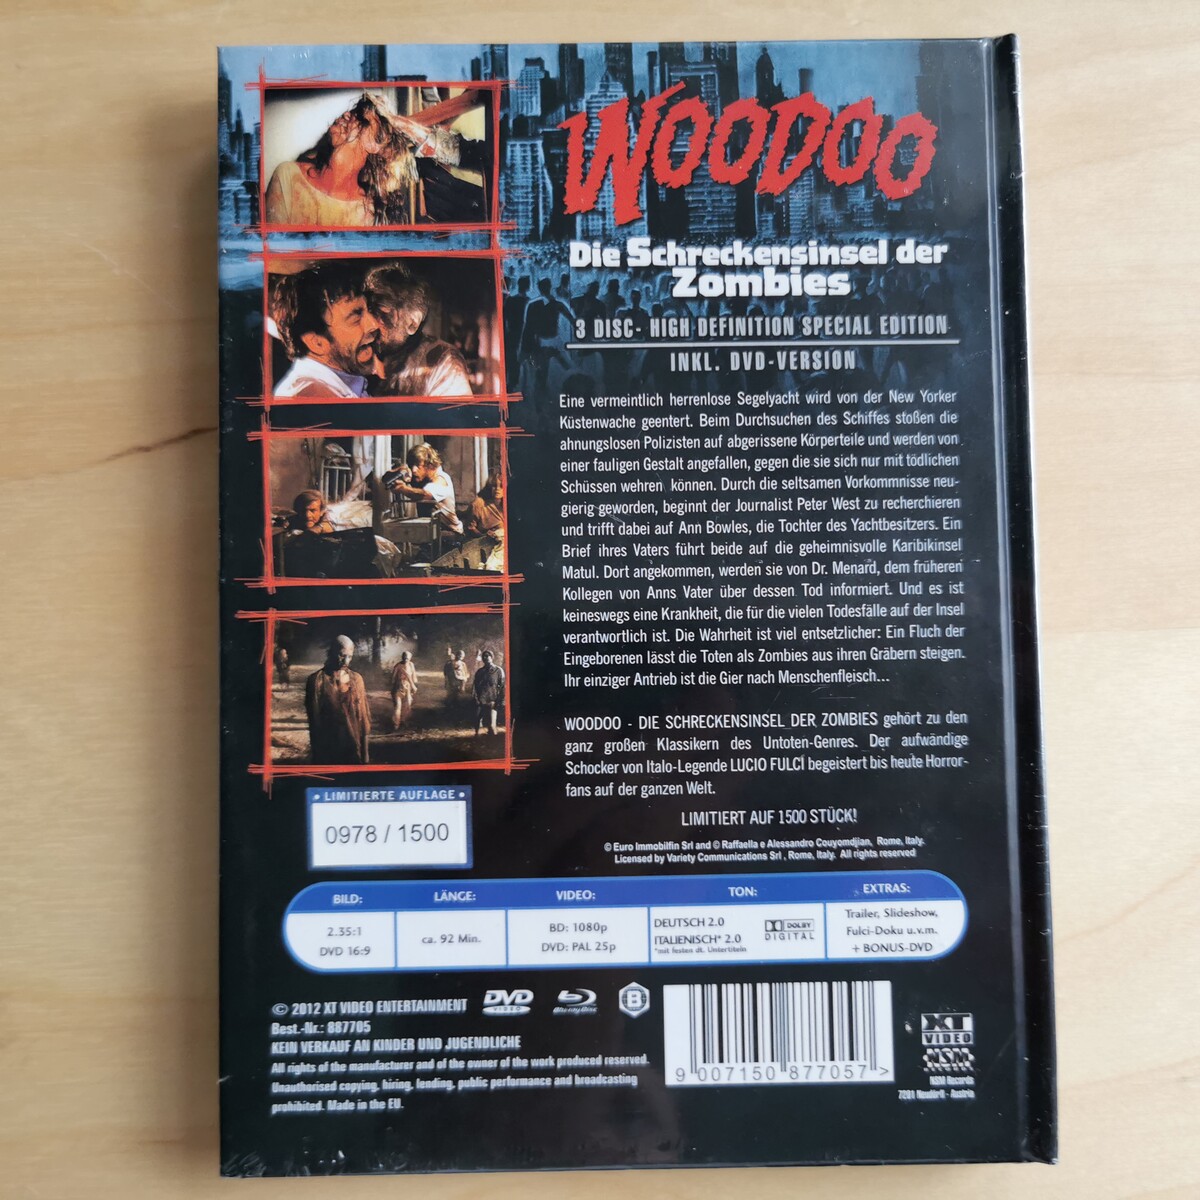 WOODOO
Die Schreckensinsel der
Zombies
3 DISC- HIGH DEFINITION SPECIAL EDITION
INKL. DVD-VERSION
Eine vermeintlich herrenlose Segelyacht wird von der New Yorker
Küstenwache geentert. Beim Durchsuchen des Schiffes stoßen die
ahnungslosen Polizisten auf abgerissene Körperteile und werden von
einer fauligen Gestalt angefallen, gegen die sie sich nur mit tödlichen
Schüssen wehren können. Durch die seltsamen Vorkommnisse neu-
gierig geworden, beginnt der Journalist Peter West zu recherchieren
und trifft dabei auf Ann Bowles, die Tochter des Yachtbesitzers. Ein
Brief ihres Vaters führt beide auf die geheimnisvolle Karibikinsel
Matul. Dort angekommen, werden sie von Dr. Menard, dem früheren
Kollegen von Anns Vater über dessen Tod informiert. Und es ist
keineswegs eine Krankheit, die für die vielen Todesfälle auf der Insel
verantwortlich ist. Die Wahrheit ist viel entsetzlicher: Ein Fluch der
Eingeborenen lässt die Toten als Zombies aus ihren Gräbern steigen.
Ihr einziger Antrieb ist die Gier nach Menschenfleisch...
WOODOO - DIE SCHRECKENSINSEL DER ZOMBIES gehört zu den
ganz großen Klassikern des Untoten-Genres. Der aufwändige
Schocker von Italo-Legende LUCIO FULCI begeistert bis heute Horror-
fans auf der ganzen Welt.
LIMITIERT AUF 1500 STÜCK!
• LIMITIERTE AUFLAGE •
0978 / 1500
© Euro Immobilfin Srl and © Raffaella e Alessandro Couyomdjian, Rome, Italy.
Licensed by Variety Communications Srl , Rome, Italy. All rights reserved
BILD:
2.35:1
DVD 16:9
LÄNGE:
ca. 92 Min.
VIDEO:
BD: 1080p
DVD: PAL 25p
TON:
DEUTSCH 2.0
ITALIENISCH* 2.0
*mit festen dt. Untertiteln
DOLBY
DIGITAL
EXTRAS:
Trailer, Slideshow,
Fulci-Doku u.v.m.
+ BONUS-DVD
© 2012 XT VIDEO ENTERTAINMENT
Best.-Nr.: 887705
KEIN VERKAUF AN KINDER UND JUGENDLICHE
All rights of the manufacturer and of the owner of the work produced reserved.
Unauthorised copying, hiring, lending, public performance and broadcasting
prohibited. Made in the EU.
DVD
VIDEO
Blu-ray Disc
B
9 007150 877057 >
XT
VIDEO
NSM
RECORDS
NSM Records
7201 Neudörfl - Austria